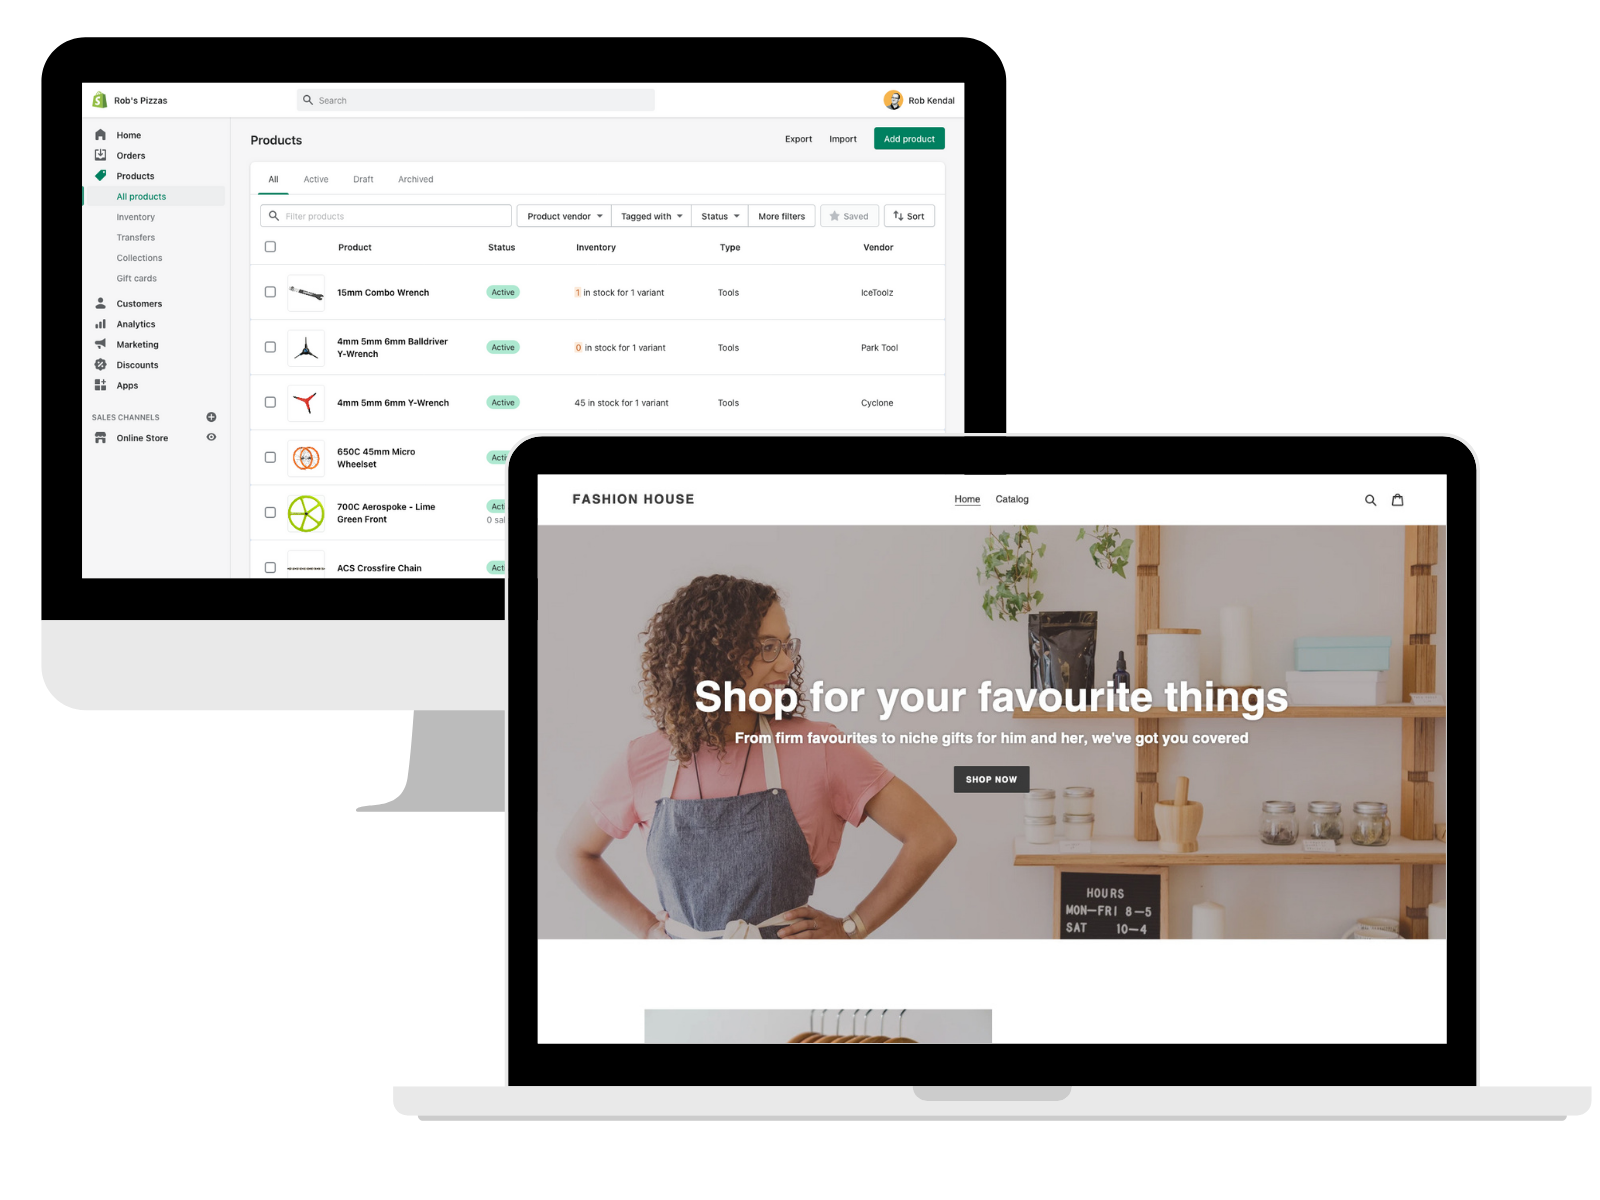 Rob's Pizzas
Search
Rob Kendal
Home
Orders
Products
All products
Inventory
Transfers
Collections
Gift cards
Customers
Analytics
Marketing
Discounts
Apps
SALES CHANNELS
Online Store
Products
Export Import Add product
All Active Draft Archived
Filter products Product vendor Tagged with Status More filters Saved Sort
Product Status Inventory Type Vendor
15mm Combo Wrench Active 1 in stock for 1 variant Tools IceToolz
4mm 5mm 6mm Balldriver
Y-Wrench Active 0 in stock for 1 variant Tools Park Tool
4mm 5mm 6mm Y-Wrench Active 45 in stock for 1 variant Tools Cyclone
650C 45mm Micro
Wheelset
700C Aerospoke - Lime
Green Front 0
ACS Crossfire Chain
FASHION HOUSE Home Catalog
Shop for your favourite things
From firm favourites to niche gifts for him and her, we've got you covered
SHOP NOW
HOURS
MON–FRI 8–5
SAT 10–4